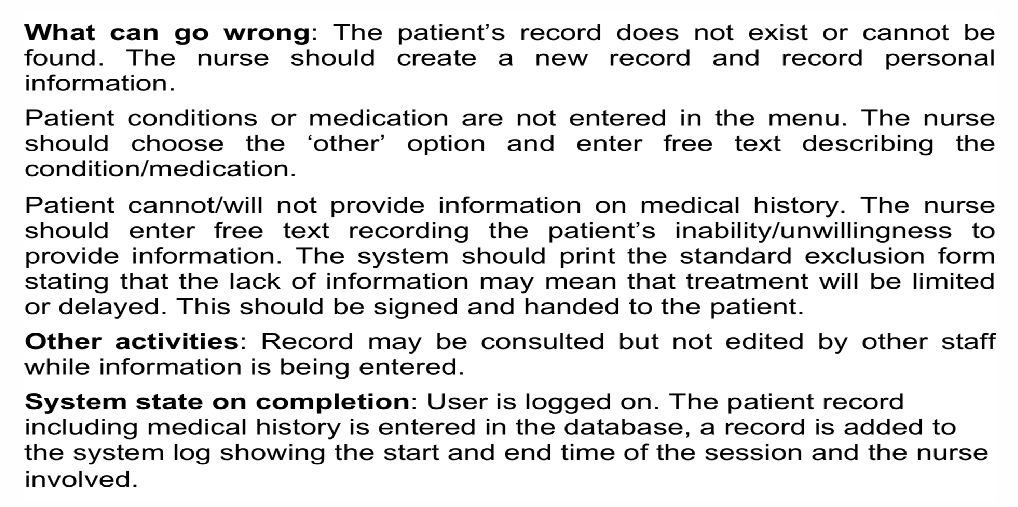 What can go wrong: The patient’s record does not exist or cannot be
found. The nurse should create a new record and record personal
information.
Patient conditions or medication are not entered in the menu. The nurse
should choose the ‘other’ option and enter free text describing the
condition/medication.
Patient cannot/will not provide information on medical history. The nurse
should enter free text recording the patient’s inability/unwillingness to
provide information. The system should print the standard exclusion form
stating that the lack of information may mean that treatment will be limited
or delayed. This should be signed and handed to the patient.
Other activities: Record may be consulted but not edited by other staff
while information is being entered.
System state on completion: User is logged on. The patient record
including medical history is entered in the database, a record is added to
the system log showing the start and end time of the session and the nurse
involved.